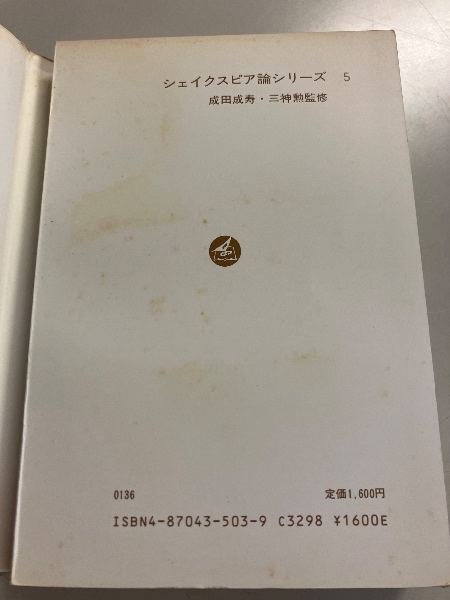 シェイクスピア論シリーズ 5
成田成寿・三神勲監修
0136 定価1,600円
ISBN4-87043-503-9 C3298 ¥1600E